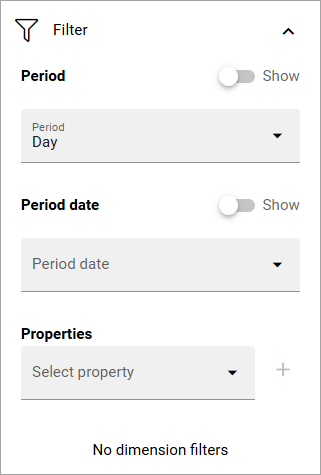 Filter
Period
Show
Period
Day
Period date
Show
Period date
Properties
Select property
No dimension filters